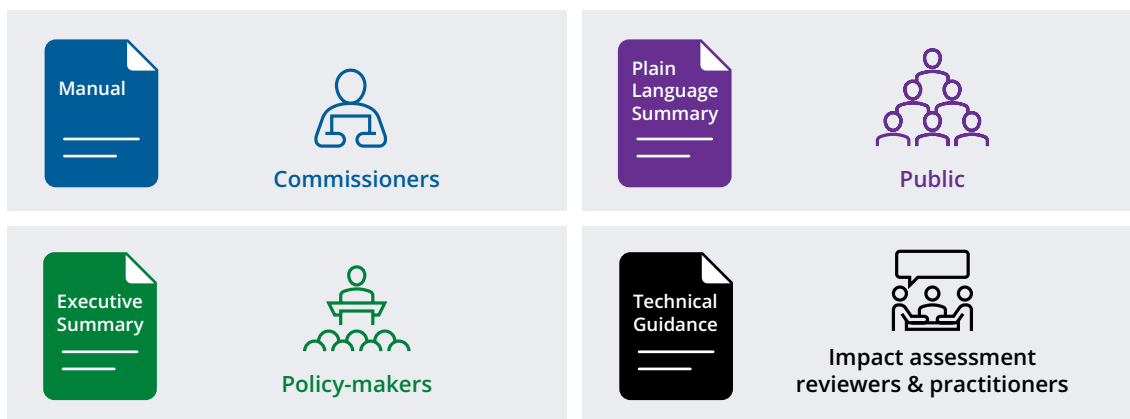 Manual
Commissioners
Plain
Language
Summary
Public
Executive
Summary
Policy-makers
Technical
Guidance
Impact assessment
reviewers & practitioners